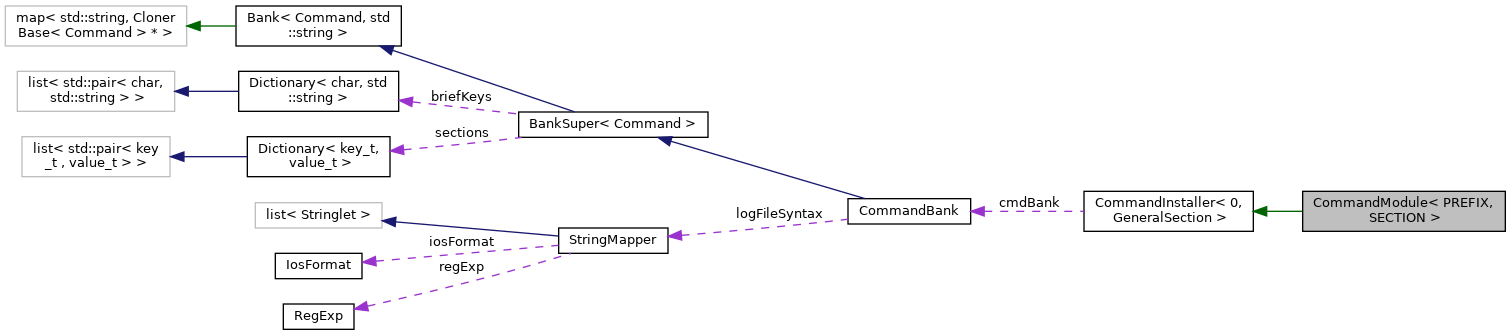 map< std::string, Cloner
Base< Command > * >
Bank< Command, std
::string >
list< std::pair< char,
std::string > >
Dictionary< char, std
::string >
briefKeys
BankSuper< Command >
sections
list< std::pair< key
_t , value_t > >
Dictionary< key_t,
value_t >
list< Stringlet >
StringMapper
logFileSyntax
CommandBank
cmdBank
CommandInstaller< 0,
GeneralSection >
CommandModule< PREFIX,
SECTION >
iosFormat
IosFormat
regExp
RegExp